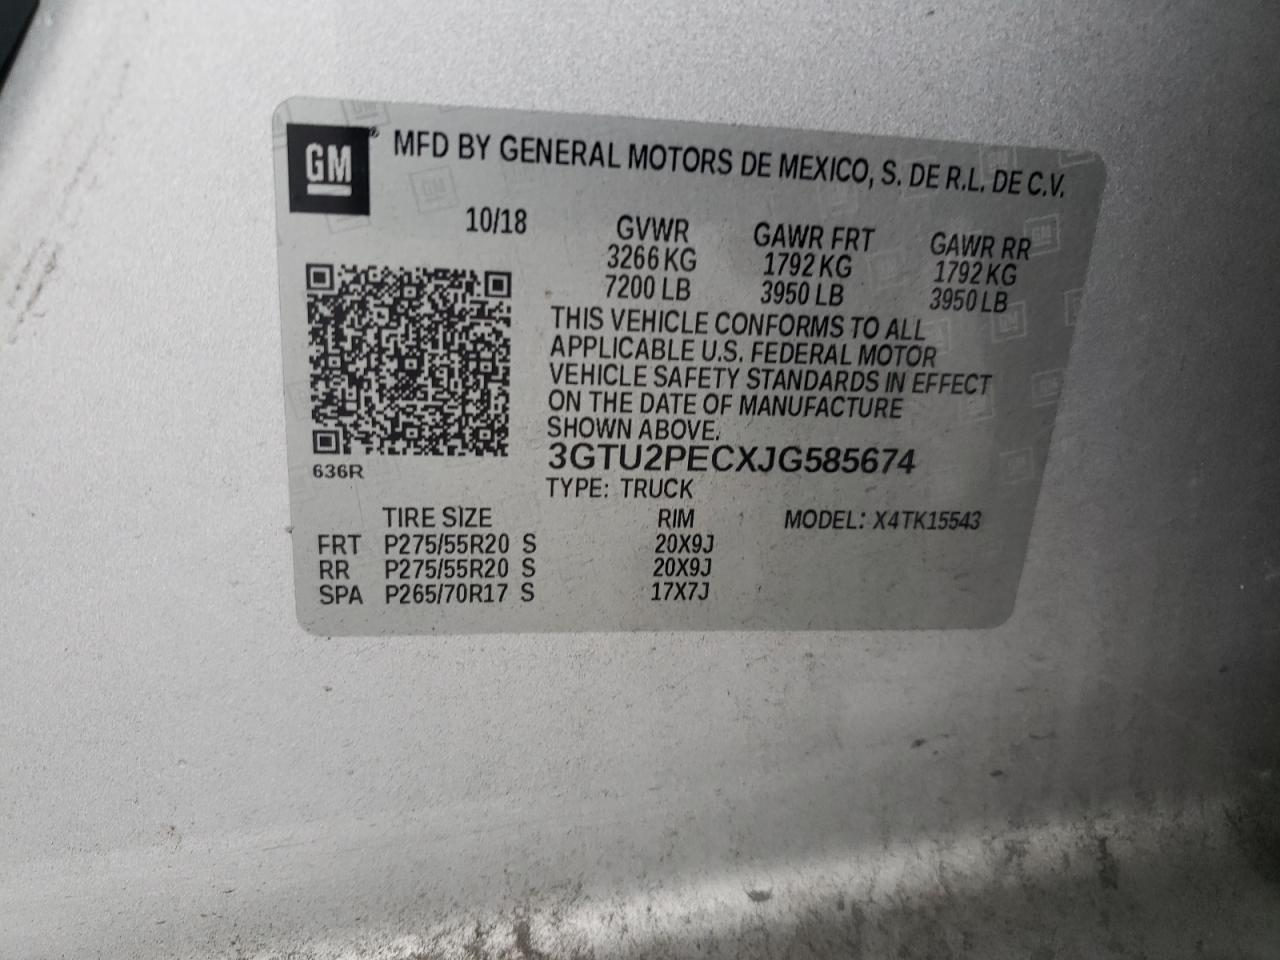 GM® MFD BY GENERAL MOTORS DE MEXICO, S. DE R.L. DE C.V.
10/18
GVWR GAWR FRT GAWR RR
3266 KG 1792 KG 1792 KG
7200 LB 3950 LB 3950 LB
THIS VEHICLE CONFORMS TO ALL
APPLICABLE U.S. FEDERAL MOTOR
VEHICLE SAFETY STANDARDS IN EFFECT
ON THE DATE OF MANUFACTURE
SHOWN ABOVE.
3GTU2PECXJG585674
636R
TYPE: TRUCK
TIRE SIZE RIM MODEL: X4TK15543
FRT P275/55R20 S 20X9J
RR P275/55R20 S 20X9J
SPA P265/70R17 S 17X7J